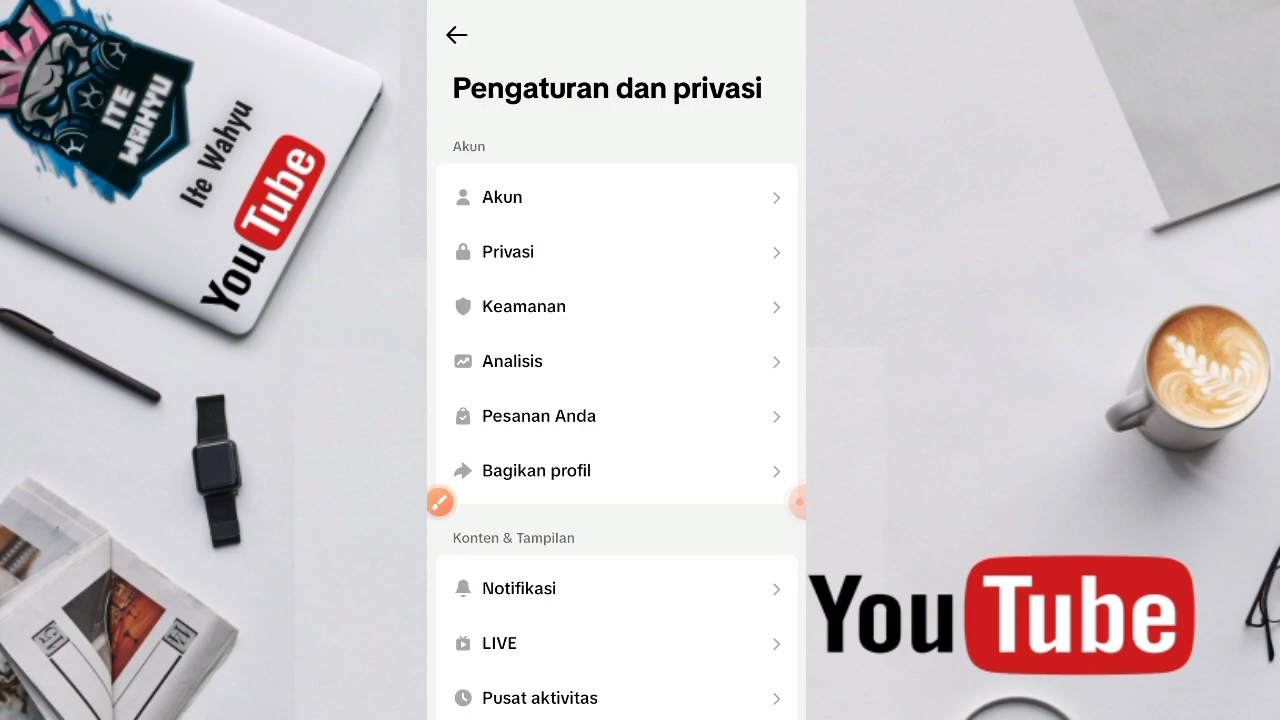 ITE
WAHYU
Ite Wahyu
YouTube
Pengaturan dan privasi
Akun
Akun
Privasi
Keamanan
Analisis
Pesanan Anda
Bagikan profil
Konten & Tampilan
Notifikasi
LIVE
Pusat aktivitas
YouTube